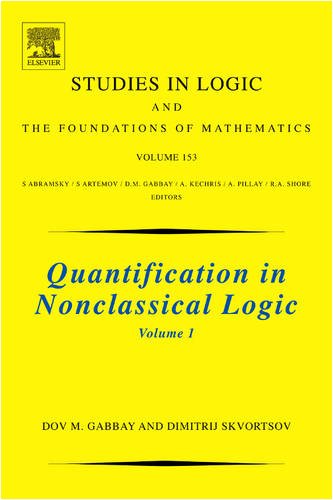 ELSEVIER
STUDIES IN LOGIC
AND
THE FOUNDATIONS OF MATHEMATICS
VOLUME 153
S ABRAMSKY / S ARTEMOV / D.M. GABBAY / A. KECHRIS / A. PILLAY / R.A. SHORE
EDITORS
Quantification in
Nonclassical Logic
Volume 1
DOV M. GABBAY AND DIMITRIJ SKVORTSOV